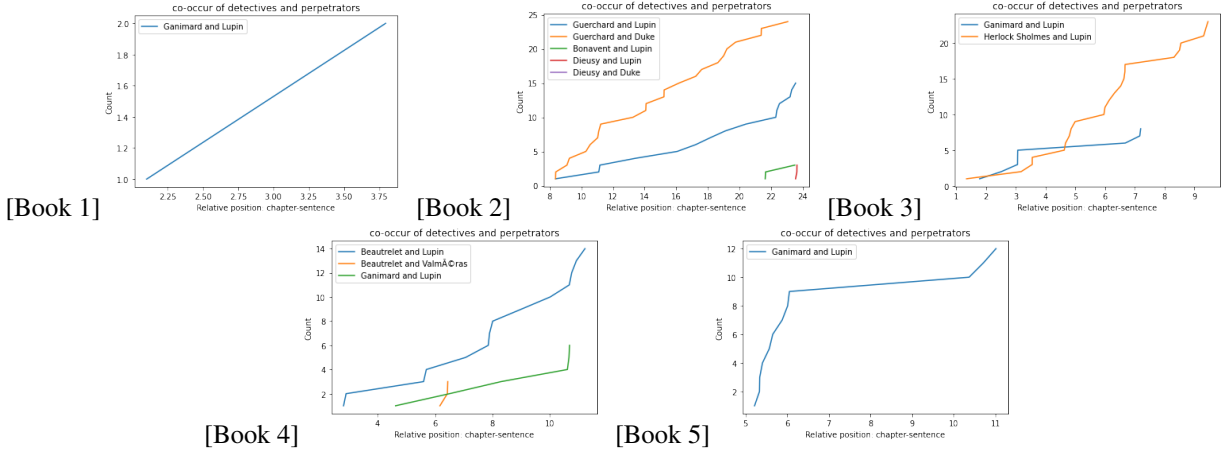 co-occur of detectives and perpetrators
Ganimard and Lupin
2.0
1.8
1.6
1.4
1.2
1.0
Count
2.25 2.50 2.75 3.00 3.25 3.50 3.75
Relative position chapter-sentence
[Book 1]
co-occur of detectives and perpetrators
Guerchard and Lupin
Guerchard and Duke
Bonavent and Lupin
Dieusy and Lupin
Dieusy and Duke
25
20
15
10
5
0
Count
8 10 12 14 16 18 20 22 24
Relative position chapter-sentence
[Book 2]
co-occur of detectives and perpetrators
Ganimard and Lupin
Herlock Sholmes and Lupin
20
15
10
5
0
Count
1 2 3 4 5 6 7 8 9
Relative position chapter-sentence
[Book 3]
co-occur of detectives and perpetrators
Beautrelet and Lupin
Beautrelet and ValmÃ©ras
Ganimard and Lupin
14
12
10
8
6
4
2
Count
4 6 8 10
Relative position chapter-sentence
[Book 4]
co-occur of detectives and perpetrators
Ganimard and Lupin
12
10
8
6
4
2
Count
5 6 7 8 9 10 11
Relative position chapter-sentence
[Book 5]